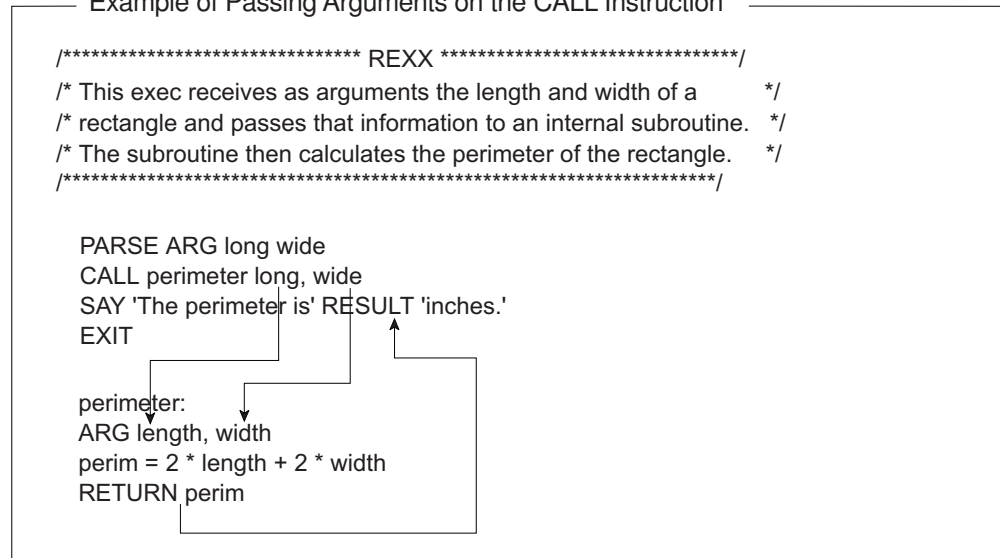 Example of Passing Arguments on the CALL Instruction
/******************************** REXX ********************************/
/* This exec receives as arguments the length and width of a */
/* rectangle and passes that information to an internal subroutine. */
/* The subroutine then calculates the perimeter of the rectangle. */
/**********************************************************************/
PARSE ARG long wide
CALL perimeter long, wide
SAY 'The perimeter is' RESULT 'inches.'
EXIT
perimeter:
ARG length, width
perim = 2 * length + 2 * width
RETURN perim